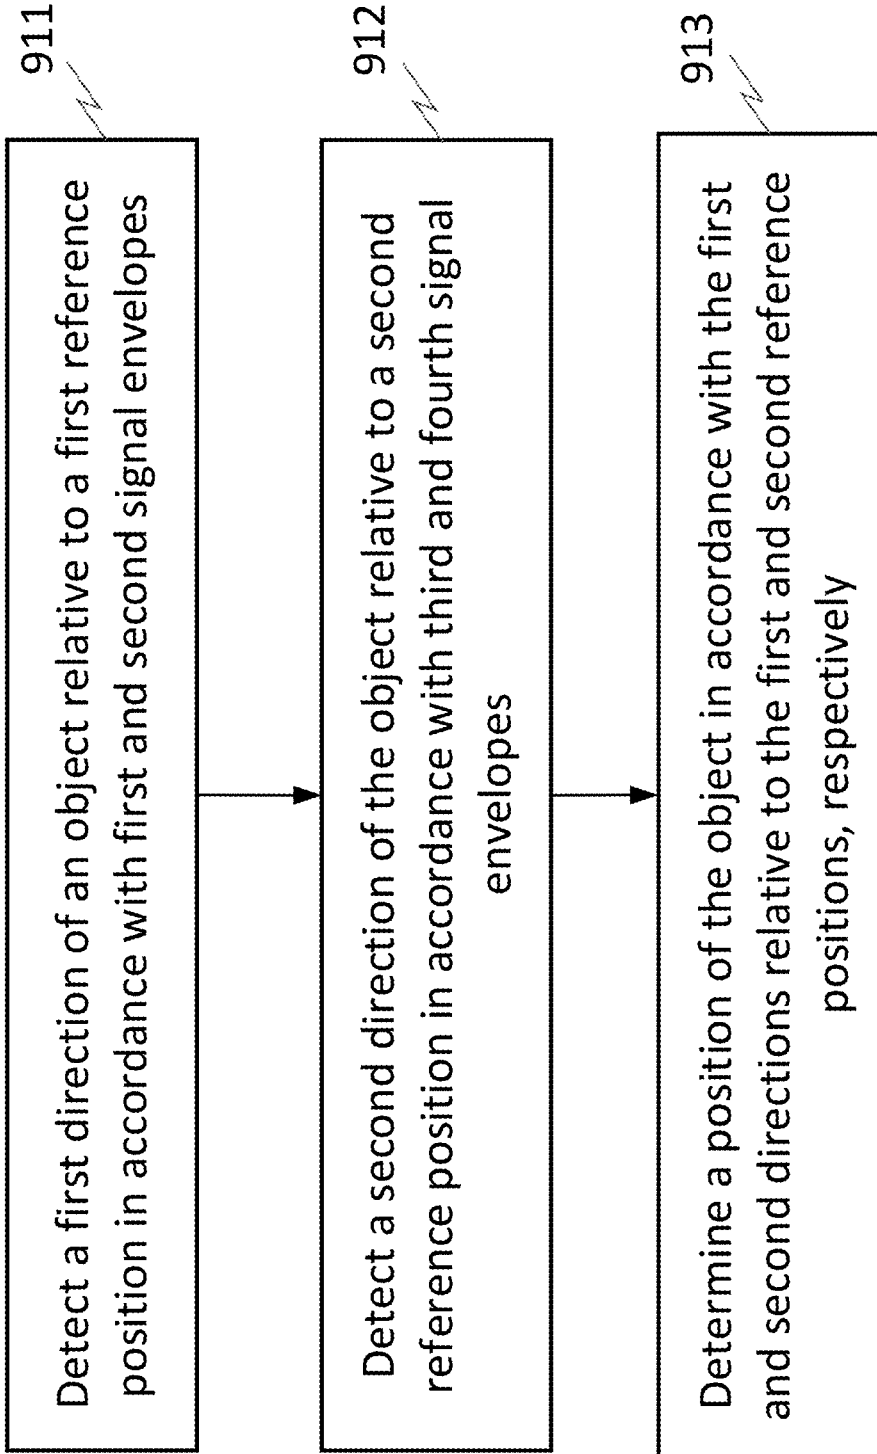 911
Detect a first direction of an object relative to a first reference
position in accordance with first and second signal envelopes
912
Detect a second direction of the object relative to a second
reference position in accordance with third and fourth signal
envelopes
913
Determine a position of the object in accordance with the first
and second directions relative to the first and second reference
positions, respectively